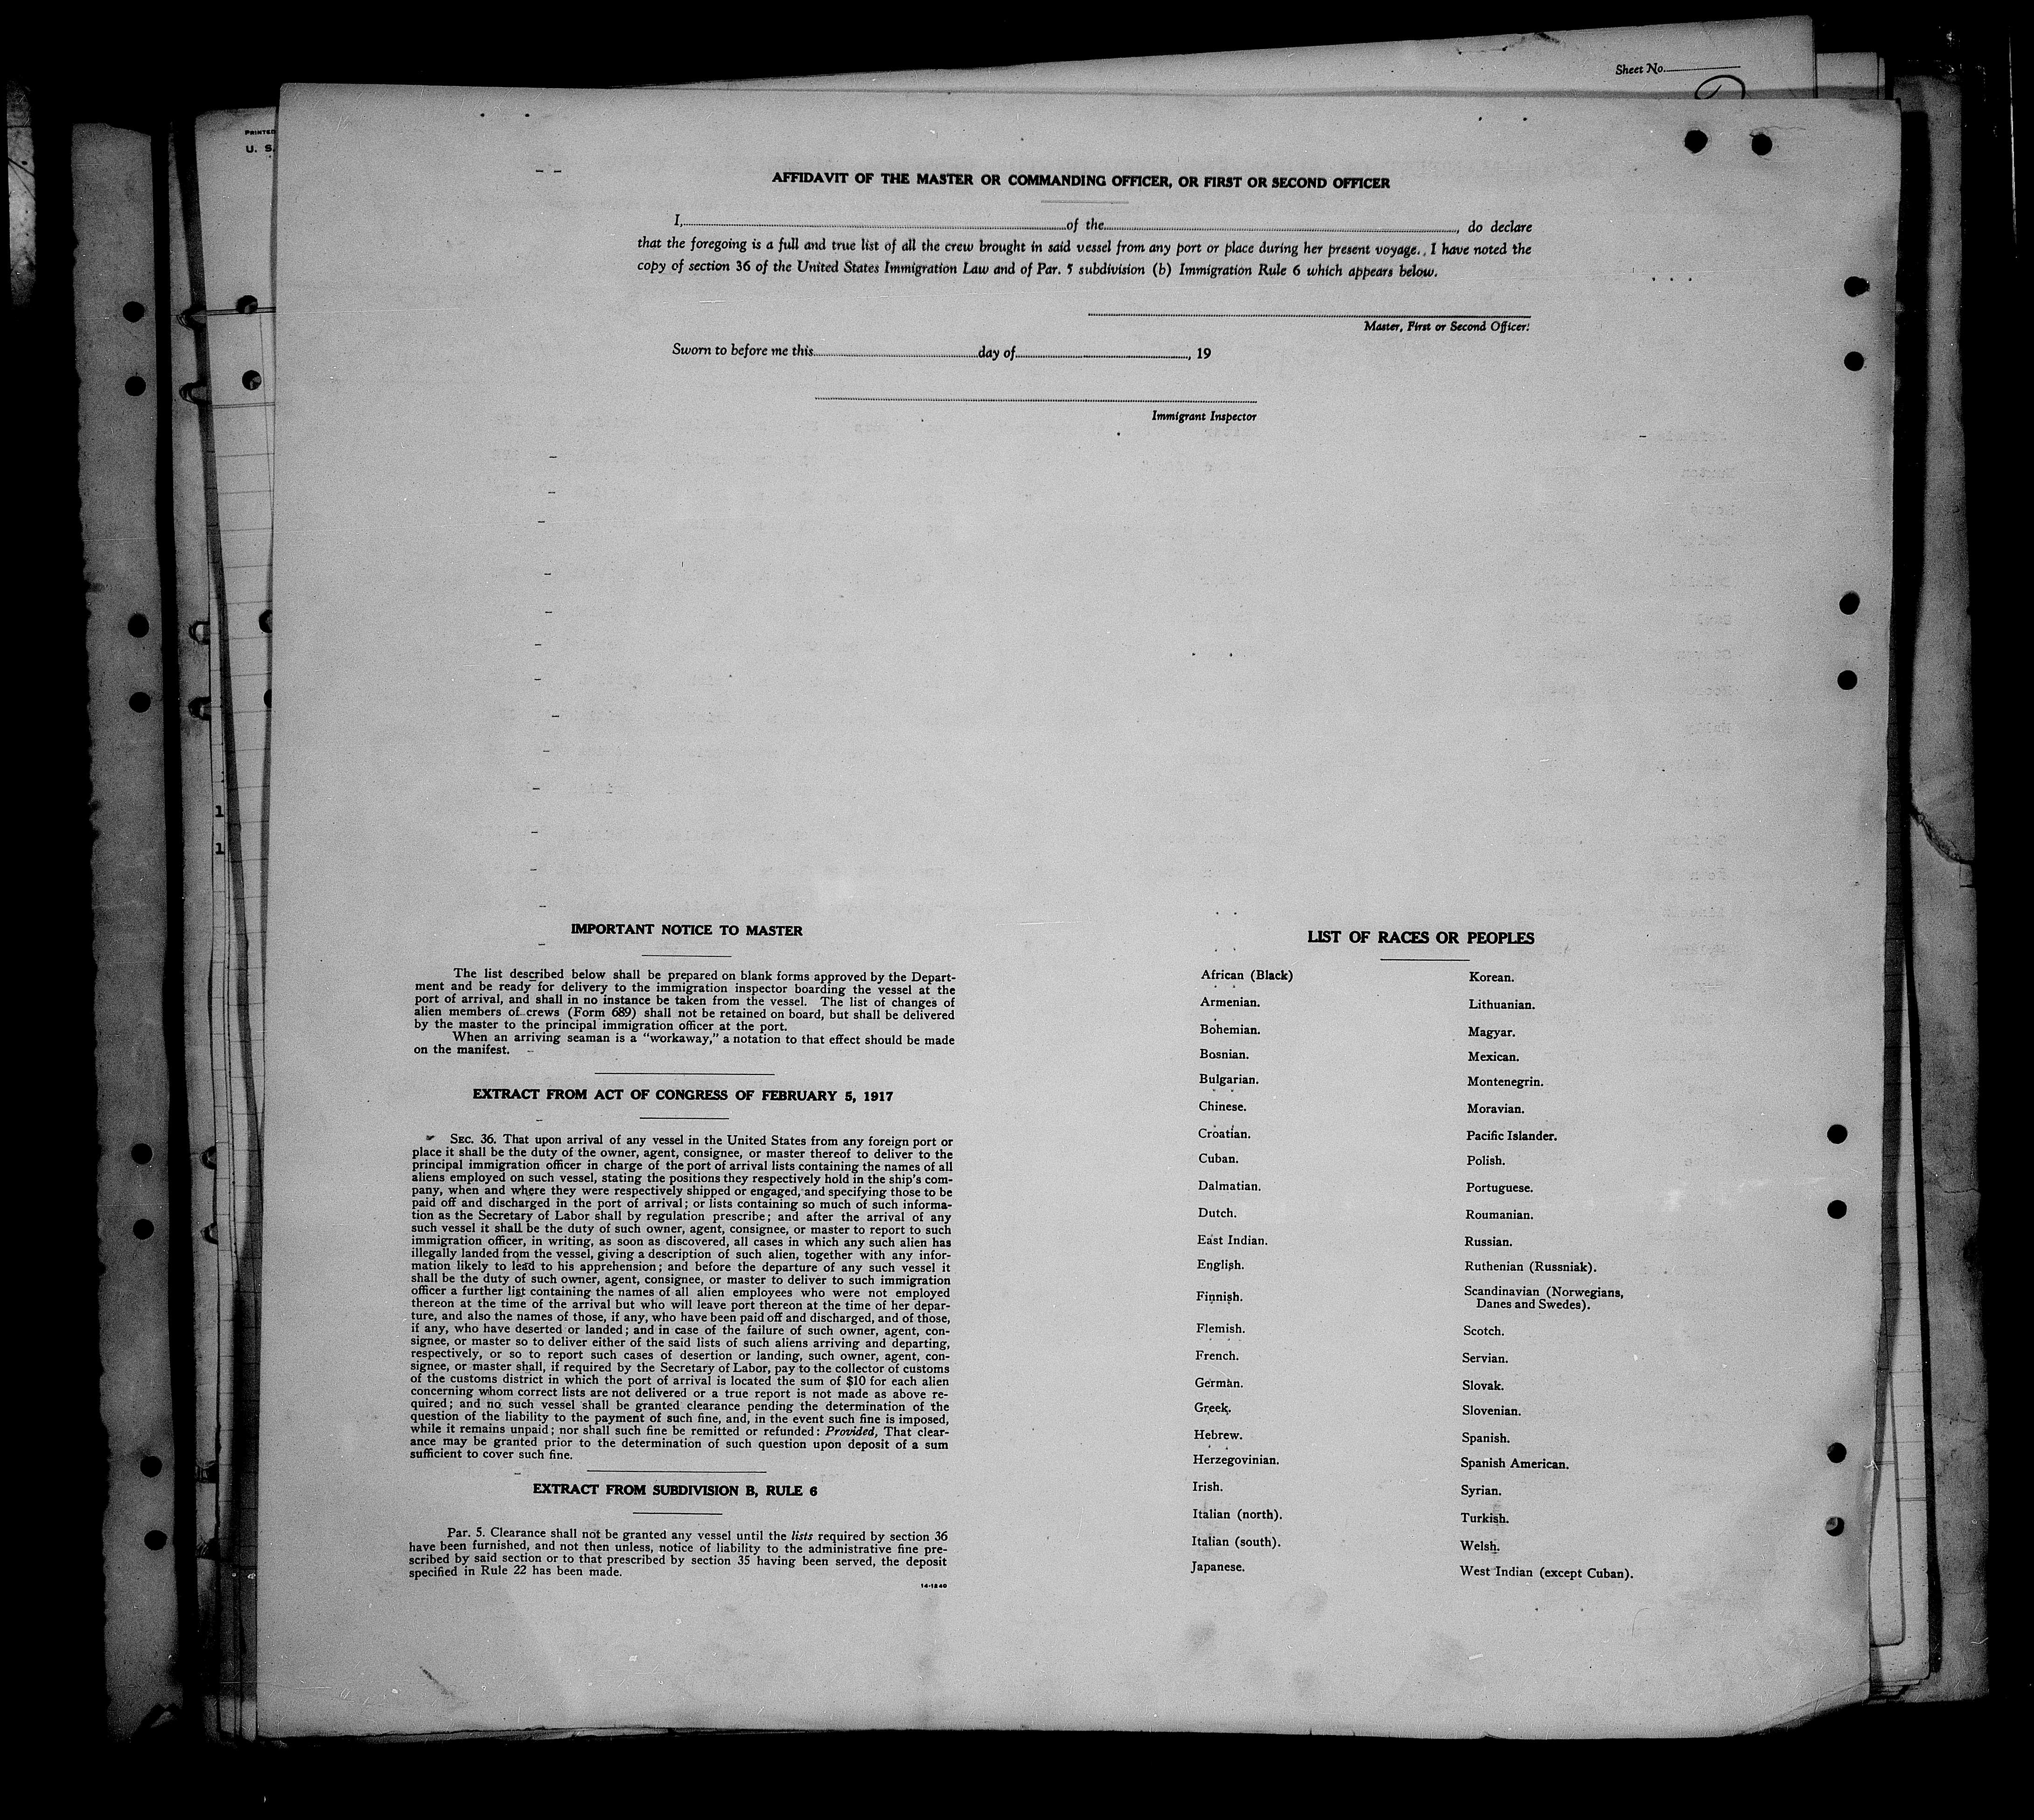 Sheet No.
PRINTED
U. S.
AFFIDAVIT OF THE MASTER OR COMMANDING OFFICER, OR FIRST OR SECOND OFFICER
I, of the , do declare
that the foregoing is a full and true list of all the crew brought in said vessel from any port or place during her present voyage. I have noted the
copy of section 36 of the United States Immigration Law and of Par. 5 subdivision (b) Immigration Rule 6 which appears below.
Master, First or Second Officer.
Sworn to before me this day of , 19
Immigrant Inspector
1
1
IMPORTANT NOTICE TO MASTER
The list described below shall be prepared on blank forms approved by the Depart-
ment and be ready for delivery to the immigration inspector boarding the vessel at the
port of arrival, and shall in no instance be taken from the vessel. The list of changes of
alien members of crews (Form 689) shall not be retained on board, but shall be delivered
by the master to the principal immigration officer at the port.
When an arriving seaman is a "workaway," a notation to that effect should be made
on the manifest.
EXTRACT FROM ACT OF CONGRESS OF FEBRUARY 5, 1917
SEC. 36. That upon arrival of any vessel in the United States from any foreign port or
place it shall be the duty of the owner, agent, consignee, or master thereof to deliver to the
principal immigration officer in charge of the port of arrival lists containing the names of all
aliens employed on such vessel, stating the positions they respectively hold in the ship's com-
pany, when and where they were respectively shipped or engaged, and specifying those to be
paid off and discharged in the port of arrival; or lists containing so much of such informa-
tion as the Secretary of Labor shall by regulation prescribe; and after the arrival of any
such vessel it shall be the duty of such owner, agent, consignee, or master to report to such
immigration officer, in writing, as soon as discovered, all cases in which any such alien has
illegally landed from the vessel, giving a description of such alien, together with any infor-
mation likely to lead to his apprehension; and before the departure of any such vessel it
shall be the duty of such owner, agent, consignee, or master to deliver to such immigration
officer a further list containing the names of all alien employees who were not employed
thereon at the time of the arrival but who will leave port thereon at the time of her depar-
ture, and also the names of those, if any, who have been paid off and discharged, and of those,
if any, who have deserted or landed; and in case of the failure of such owner, agent, con-
signee, or master so to deliver either of the said lists of such aliens arriving and departing,
respectively, or so to report such cases of desertion or landing, such owner, agent, con-
signee, or master shall, if required by the Secretary of Labor, pay to the collector of customs
of the customs district in which the port of arrival is located the sum of $10 for each alien
concerning whom correct lists are not delivered or a true report is not made as above re-
quired; and no such vessel shall be granted clearance pending the determination of the
question of the liability to the payment of such fine, and, in the event such fine is imposed,
while it remains unpaid; nor shall such fine be remitted or refunded: Provided, That clear-
ance may be granted prior to the determination of such question upon deposit of a sum
sufficient to cover such fine.
EXTRACT FROM SUBDIVISION B, RULE 6
Par. 5. Clearance shall not be granted any vessel until the lists required by section 36
have been furnished, and not then unless, notice of liability to the administrative fine pre-
scribed by said section or to that prescribed by section 35 having been served, the deposit
specified in Rule 22 has been made.
14-1240
LIST OF RACES OR PEOPLES
African (Black)
Armenian.
Bohemian.
Bosnian.
Bulgarian.
Chinese.
Croatian.
Cuban.
Dalmatian.
Dutch.
East Indian.
English.
Finnish.
Flemish.
French.
German.
Greek.
Hebrew.
Herzegovinian.
Irish.
Italian (north).
Italian (south).
Japanese.
Korean.
Lithuanian.
Magyar.
Mexican.
Montenegrin.
Moravian.
Pacific Islander.
Polish.
Portuguese.
Roumanian.
Russian.
Ruthenian (Russniak).
Scandinavian (Norwegians,
Danes and Swedes).
Scotch.
Servian.
Slovak.
Slovenian.
Spanish.
Spanish American.
Syrian.
Turkish.
Welsh.
West Indian (except Cuban).